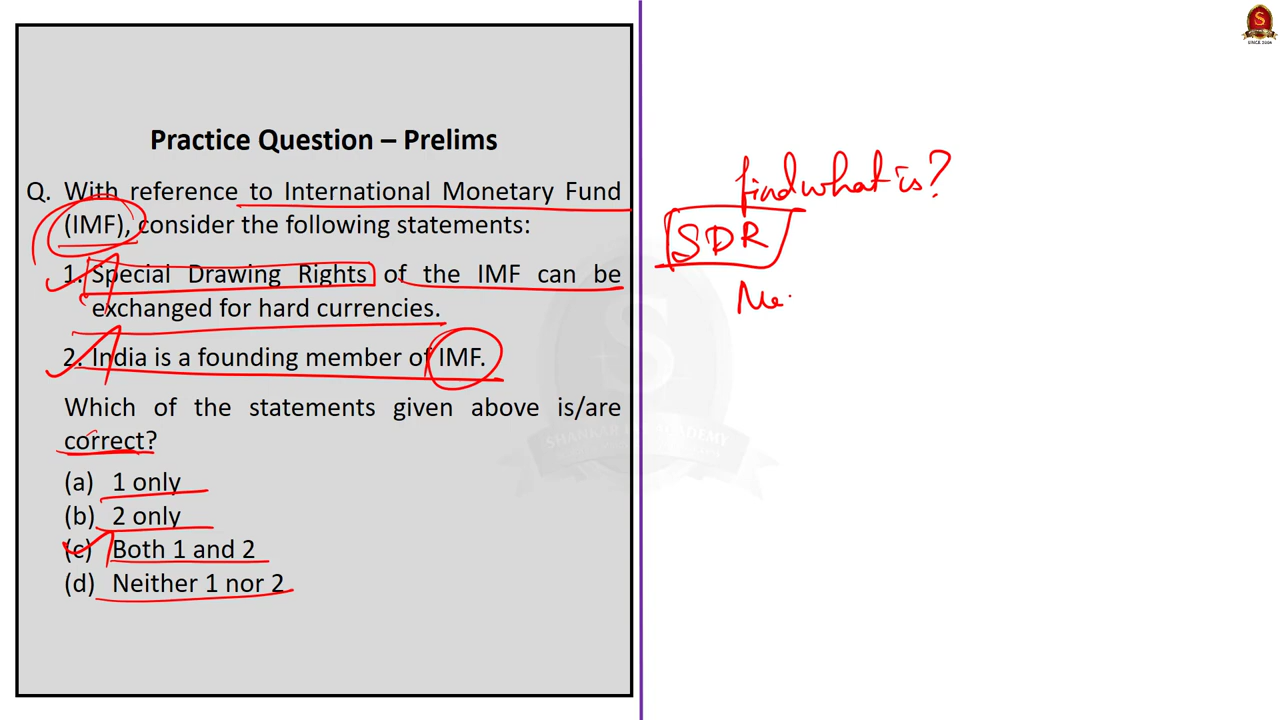 Practice Question – Prelims
Q. With reference to International Monetary Fund
(IMF), consider the following statements:
1. Special Drawing Rights of the IMF can be
exchanged for hard currencies.
2. India is a founding member of IMF.
Which of the statements given above is/are
correct?
(a) 1 only
(b) 2 only
(c) Both 1 and 2
(d) Neither 1 nor 2
find what is?
SDR
Me
S
SINCE 2004